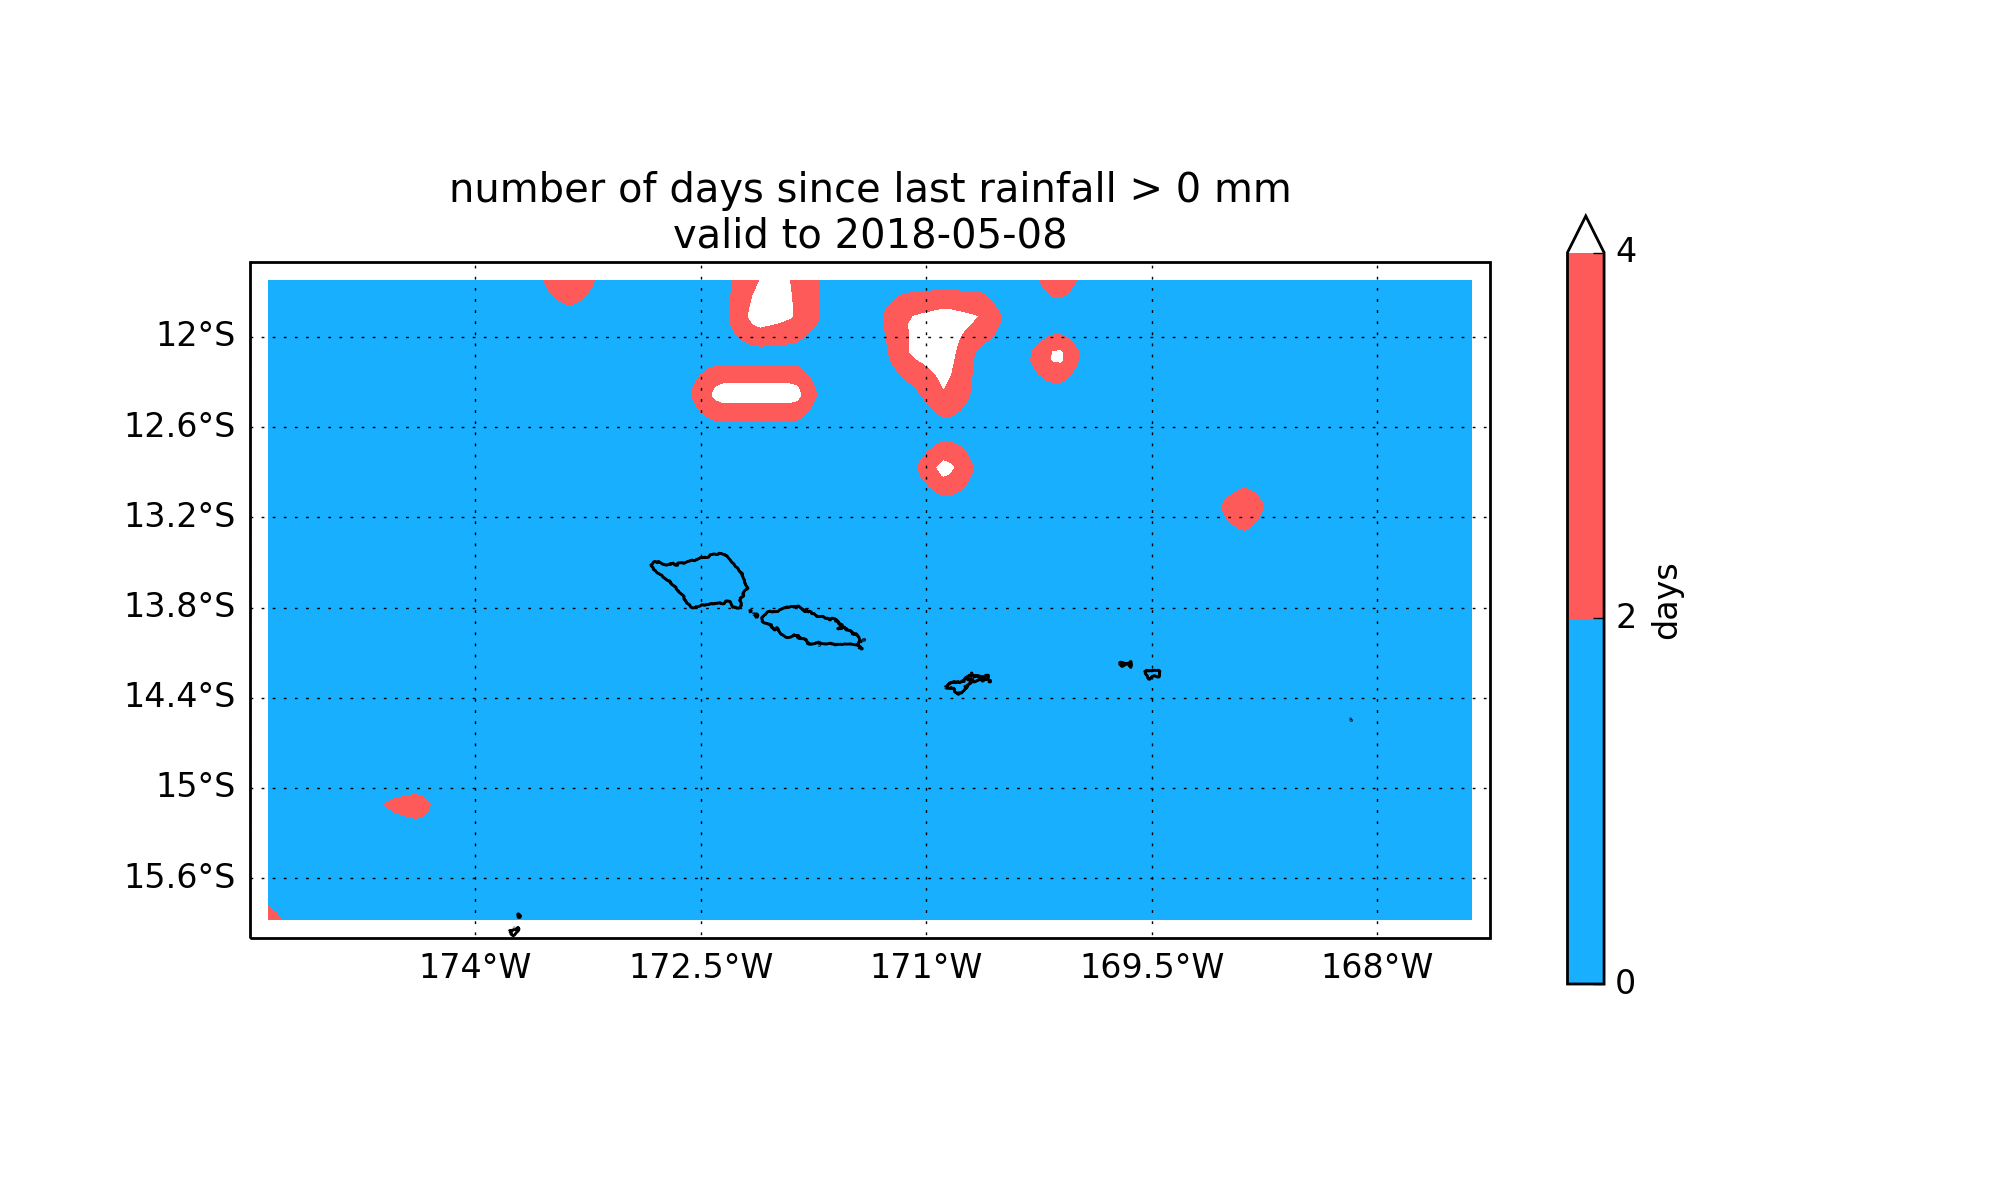 number of days since last rainfall > 0 mm
valid to 2018-05-08
12°S
12.6°S
13.2°S
13.8°S
14.4°S
15°S
15.6°S
174°W
172.5°W
171°W
169.5°W
168°W
4
2
0
days